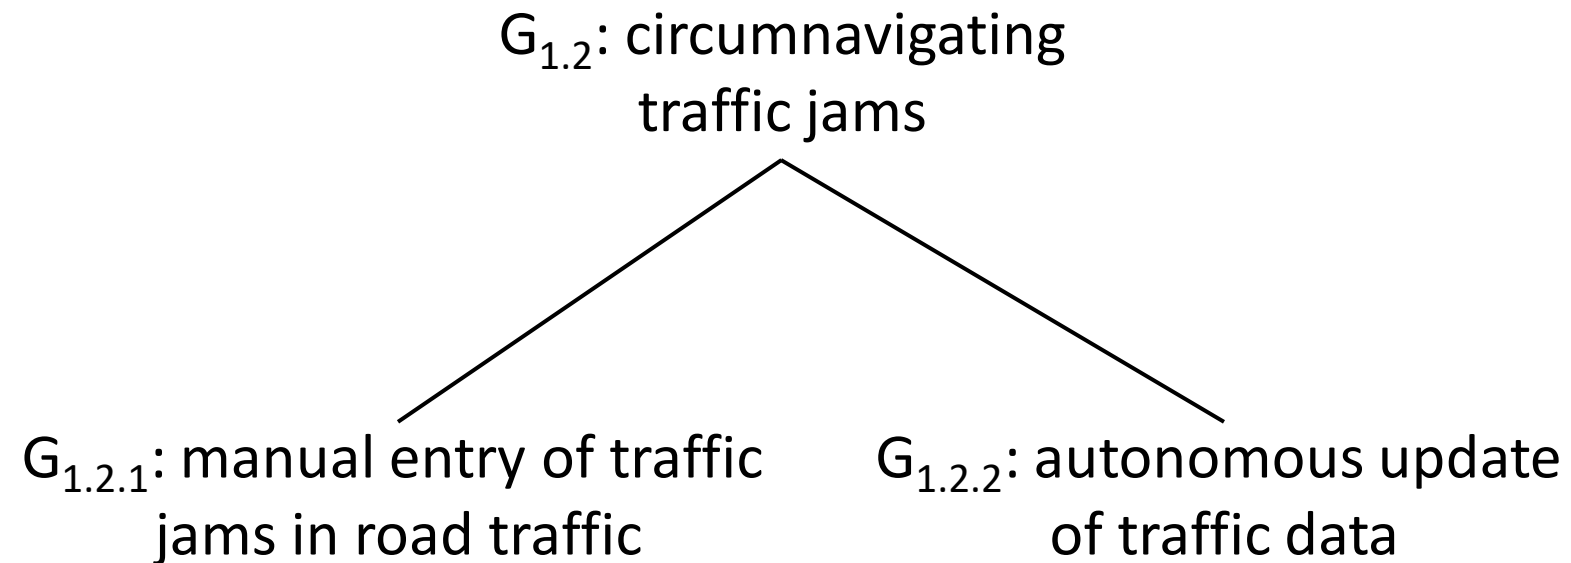 G1.2: circumnavigating
traffic jams
G1.2.1: manual entry of traffic
jams in road traffic
G1.2.2: autonomous update
of traffic data